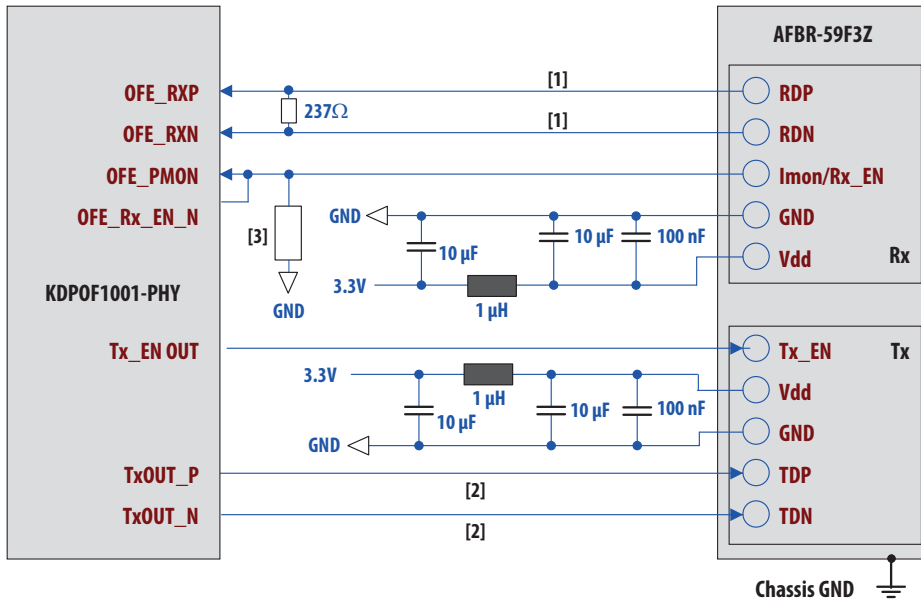 AFBR-59F3Z
OFE_RXP
[1]
RDP
237Ω
OFE_RXN
[1]
RDN
OFE_PMON
Imon/Rx_EN
OFE_Rx_EN_N
GND
GND
[3]
10 µF
10 µF
100 nF
Vdd
Rx
3.3V
KDPOF1001-PHY
GND
1 µH
Tx_EN OUT
Tx_EN
Tx
3.3V
Vdd
1 µH
10 µF
10 µF
100 nF
GND
GND
TxOUT_P
TDP
[2]
TxOUT_N
TDN
[2]
Chassis GND